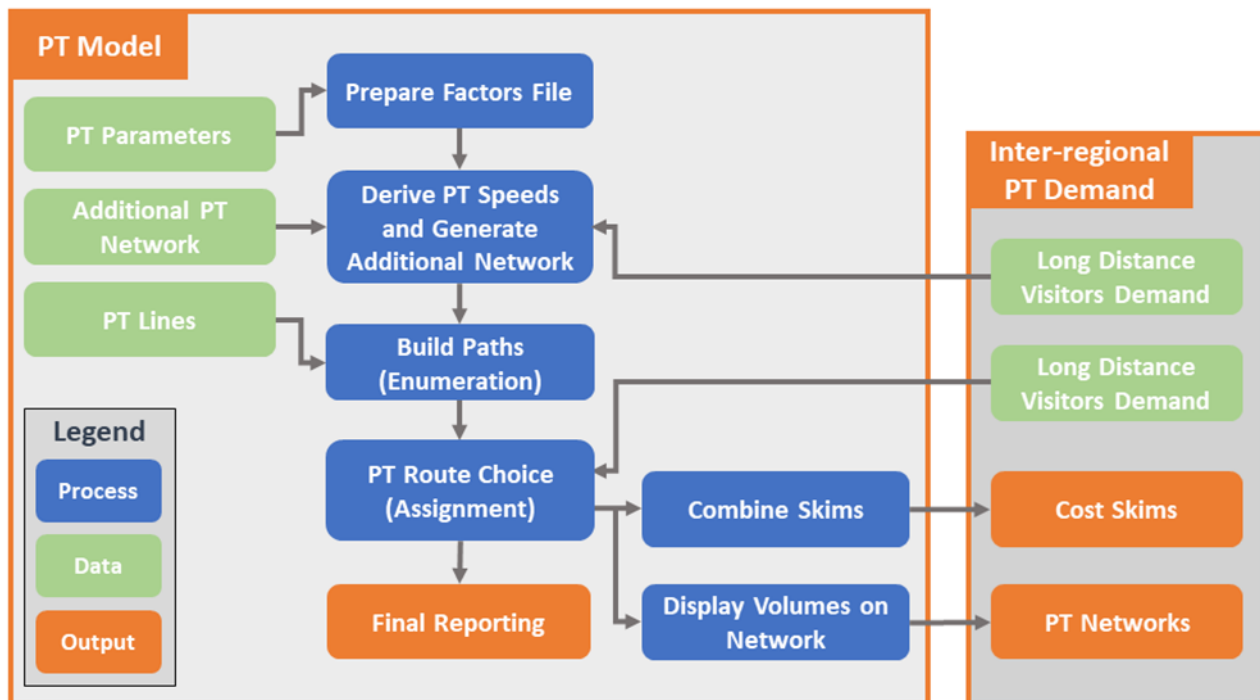 PT Model
Prepare Factors File
PT Parameters
Derive PT Speeds
and Generate
Additional Network
Additional PT
Network
PT Lines
Build Paths
(Enumeration)
PT Route Choice
(Assignment)
Combine Skims
Final Reporting
Display Volumes on
Network
Legend
Process
Data
Output
Inter-regional
PT Demand
Long Distance
Visitors Demand
Long Distance
Visitors Demand
Cost Skims
PT Networks